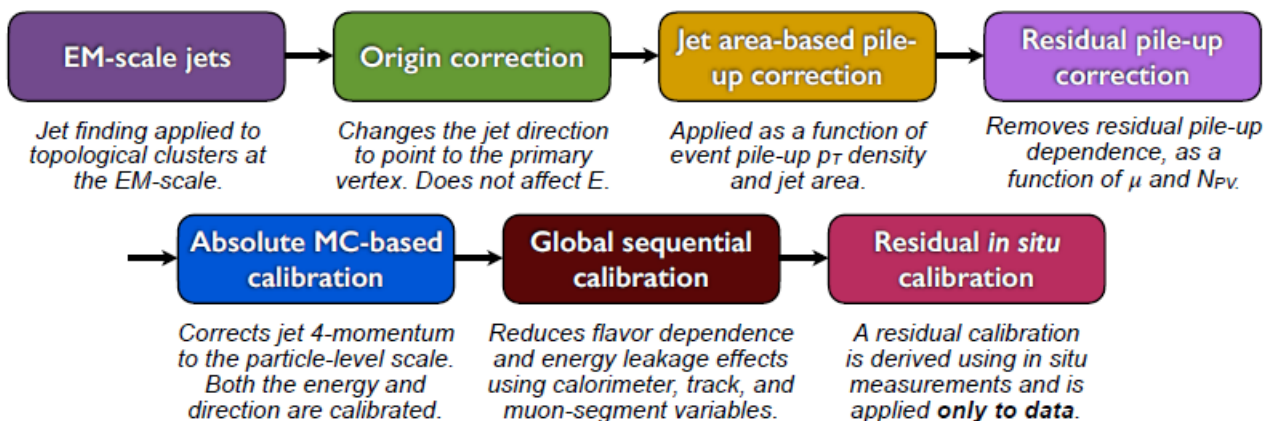 EM-scale jets
Jet finding applied to
topological clusters at
the EM-scale.
Origin correction
Changes the jet direction
to point to the primary
vertex. Does not affect E.
Jet area-based pile-
up correction
Applied as a function of
event pile-up pT density
and jet area.
Residual pile-up
correction
Removes residual pile-up
dependence, as a
function of µ and NPV.
Absolute MC-based
calibration
Corrects jet 4-momentum
to the particle-level scale.
Both the energy and
direction are calibrated.
Global sequential
calibration
Reduces flavor dependence
and energy leakage effects
using calorimeter, track, and
muon-segment variables.
Residual in situ
calibration
A residual calibration
is derived using in situ
measurements and is
applied only to data.